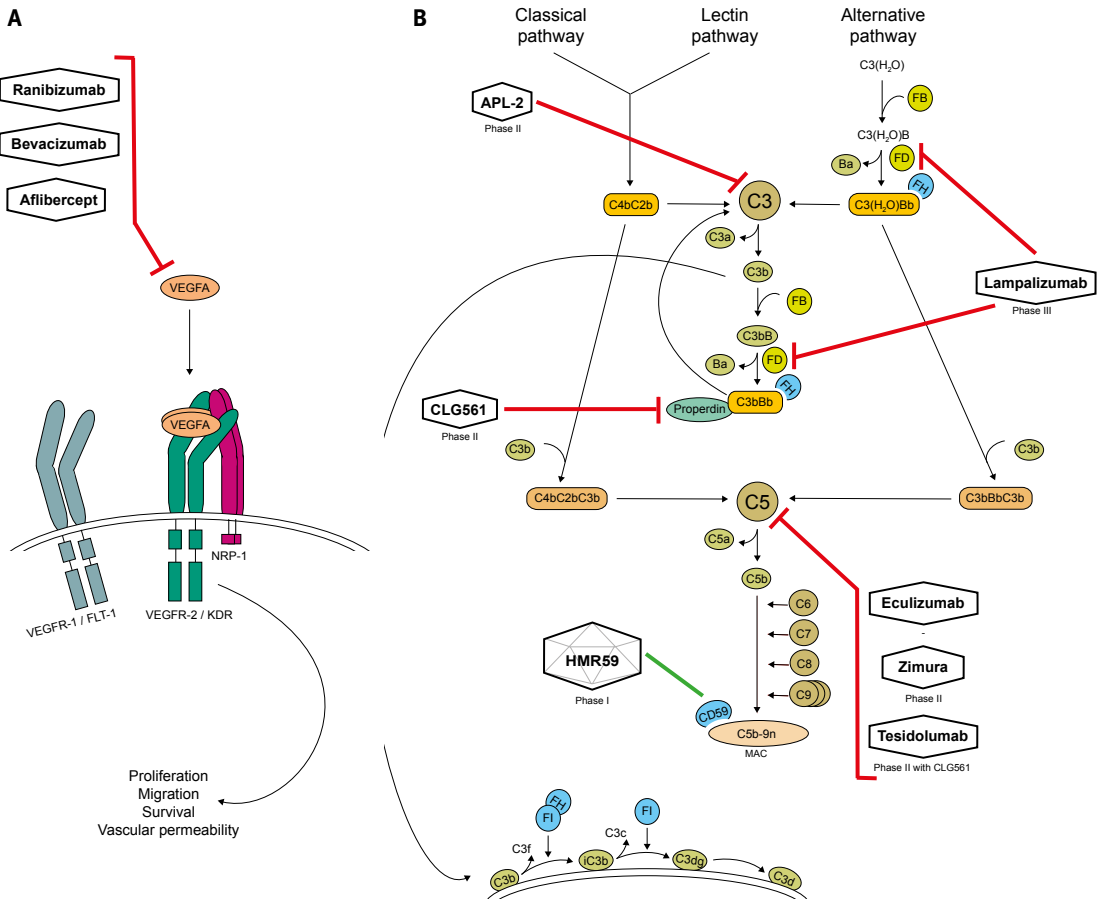 A
Ranibizumab
Bevacizumab
Aflibercept
VEGFA
VEGFA
NRP-1
VEGFR-1 / FLT-1
VEGFR-2 / KDR
Proliferation
Migration
Survival
Vascular permeability
B
Classical
pathway
Lectin
pathway
Alternative
pathway
C3(H₂O)
FB
APL-2
Phase II
C3(H₂O)B
Ba
FD
FH
C4bC2b
C3
C3(H₂O)Bb
C3a
C3b
Lampalizumab
Phase III
FB
C3bB
Ba
FD
FH
C3bBb
Properdin
CLG561
Phase II
C3b
C3b
C4bC2bC3b
C5
C3bBbC3b
C5a
C5b
C6
C7
C8
C9
Eculizumab
-
Zimura
Phase II
Tesidolumab
Phase II with CLG561
HMR59
Phase I
CD59
C5b-9n
MAC
FH
FI
FI
C3f
C3c
C3b
iC3b
C3dg
C3d